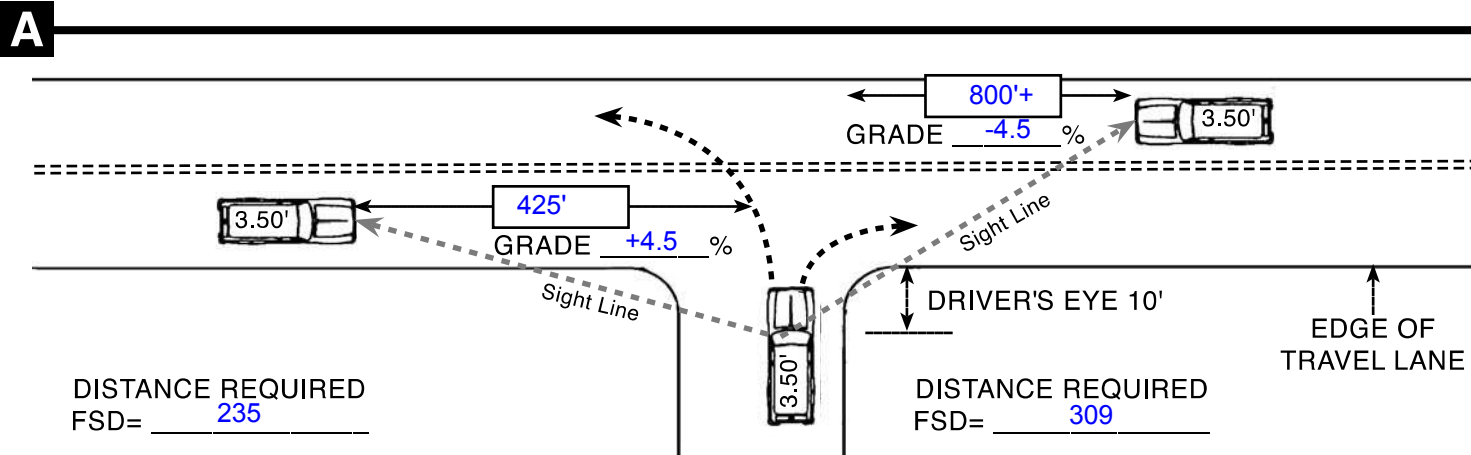 A
800'+
GRADE -4.5 %
3.50'
3.50'
425'
GRADE +4.5 %
Sight Line
Sight Line
DRIVER'S EYE 10'
EDGE OF
TRAVEL LANE
3.50'
DISTANCE REQUIRED
FSD= 235
DISTANCE REQUIRED
FSD= 309